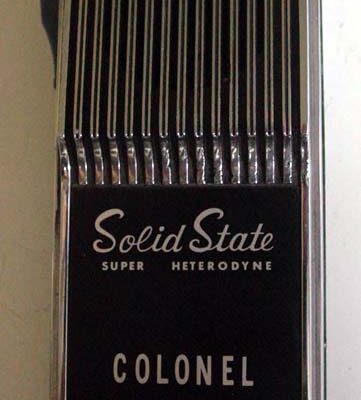 Solid State
SUPER HETERODYNE
COLONEL